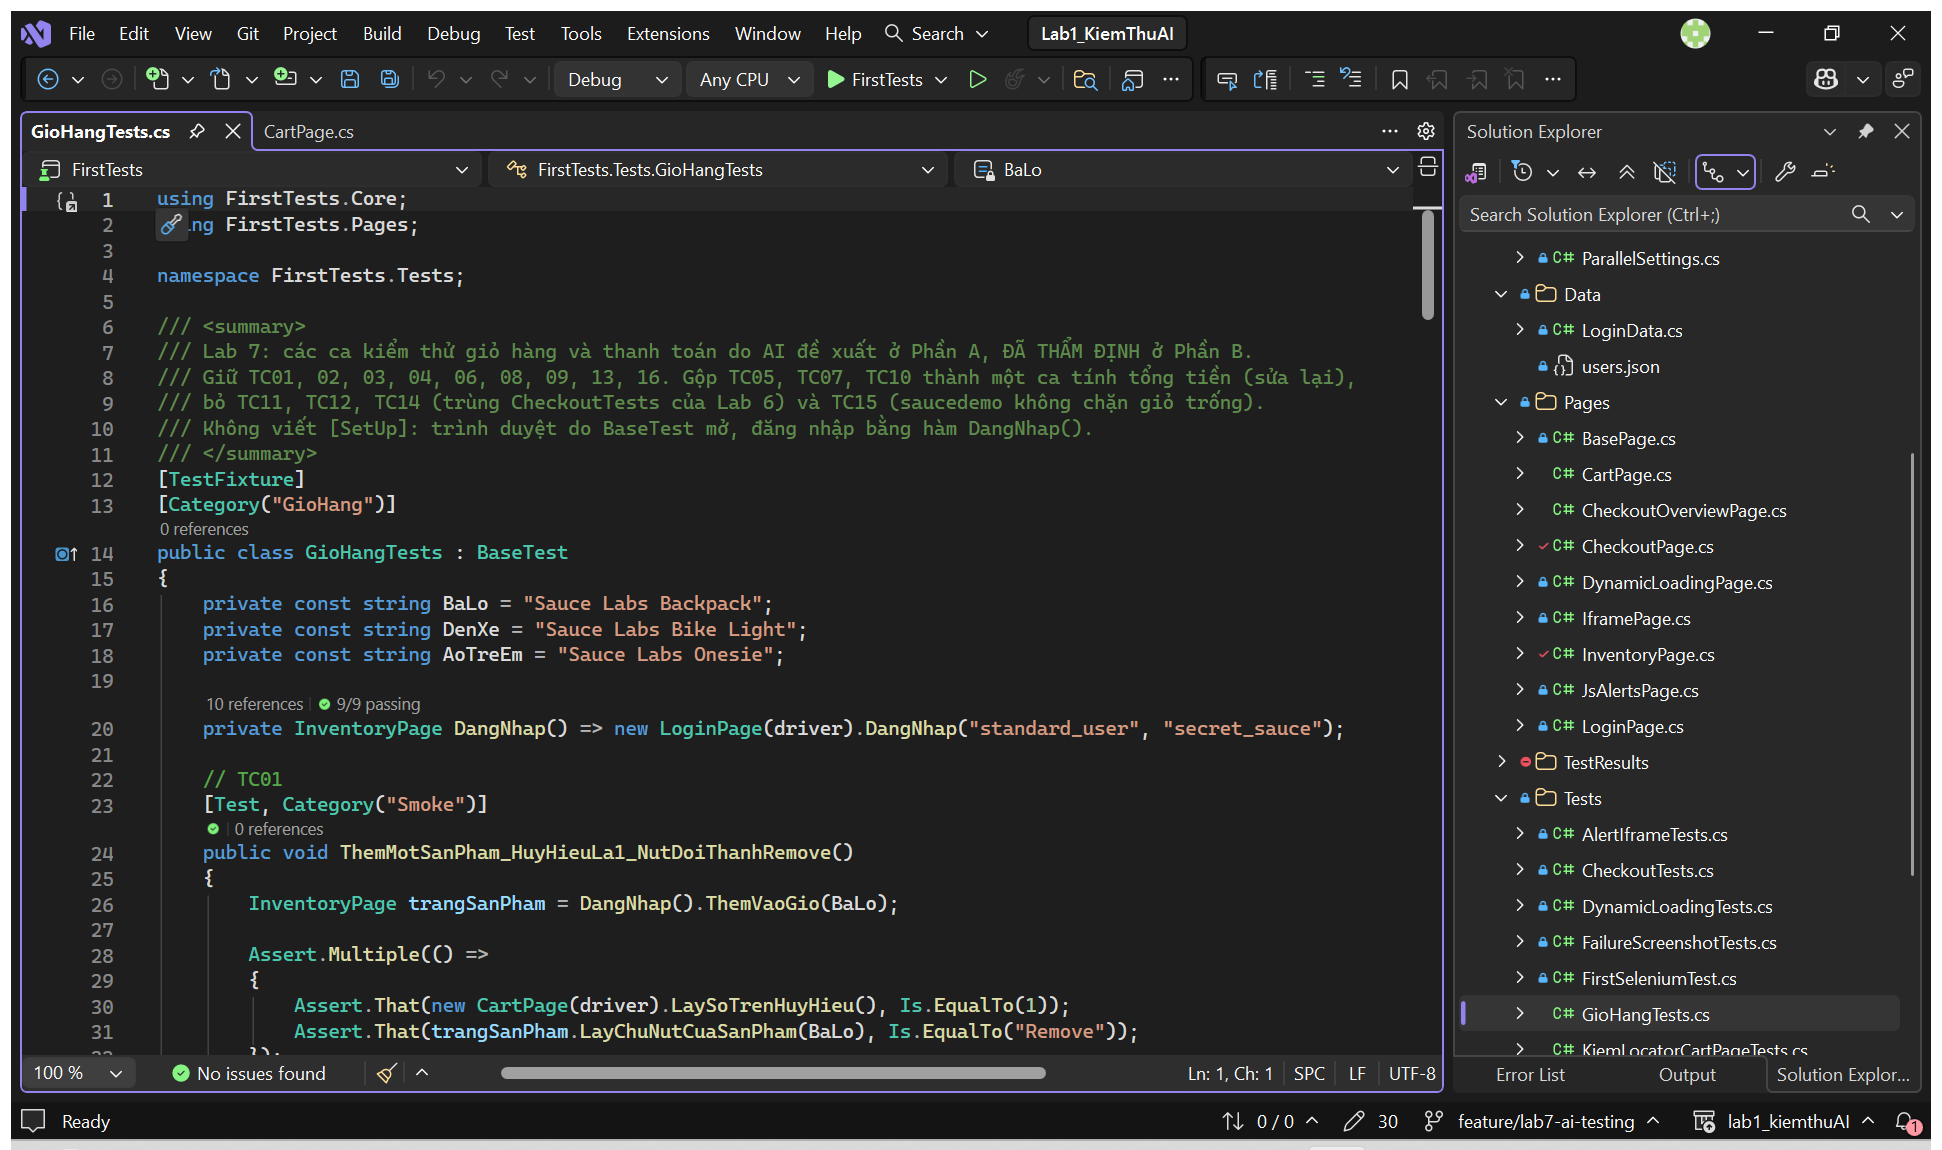 File Edit View Git Project Build Debug Test Tools Extensions Window Help Search Lab1_KiemThuAI
Debug Any CPU FirstTests
GioHangTests.cs CartPage.cs
FirstTests FirstTests.Tests.GioHangTests BaLo
1 using FirstTests.Core;
2 ng FirstTests.Pages;
3
4 namespace FirstTests.Tests;
5
6 /// <summary>
7 /// Lab 7: các ca kiểm thử giỏ hàng và thanh toán do AI đề xuất ở Phần A, ĐÃ THẨM ĐỊNH ở Phần B.
8 /// Giữ TC01, 02, 03, 04, 06, 08, 09, 13, 16. Gộp TC05, TC07, TC10 thành một ca tính tổng tiền (sửa lại),
9 /// bỏ TC11, TC12, TC14 (trùng CheckoutTests của Lab 6) và TC15 (saucedemo không chặn giỏ trống).
10 /// Không viết [SetUp]: trình duyệt do BaseTest mở, đăng nhập bằng hàm DangNhap().
11 /// </summary>
12 [TestFixture]
13 [Category("GioHang")]
0 references
14 public class GioHangTests : BaseTest
15 {
16 private const string BaLo = "Sauce Labs Backpack";
17 private const string DenXe = "Sauce Labs Bike Light";
18 private const string AoTreEm = "Sauce Labs Onesie";
19
10 references 9/9 passing
20 private InventoryPage DangNhap() => new LoginPage(driver).DangNhap("standard_user", "secret_sauce");
21
22 // TC01
23 [Test, Category("Smoke")]
0 references
24 public void ThemMotSanPham_HuyHieuLa1_NutDoiThanhRemove()
25 {
26 InventoryPage trangSanPham = DangNhap().ThemVaoGio(BaLo);
27
28 Assert.Multiple(() =>
29 {
30 Assert.That(new CartPage(driver).LaySoTrenHuyHieu(), Is.EqualTo(1));
31 Assert.That(trangSanPham.LayChuNutCuaSanPham(BaLo), Is.EqualTo("Remove"));
100 % No issues found Ln: 1, Ch: 1 SPC LF UTF-8
Solution Explorer
Search Solution Explorer (Ctrl+;)
C# ParallelSettings.cs
Data
C# LoginData.cs
users.json
Pages
C# BasePage.cs
C# CartPage.cs
C# CheckoutOverviewPage.cs
C# CheckoutPage.cs
C# DynamicLoadingPage.cs
C# IframePage.cs
C# InventoryPage.cs
C# JsAlertsPage.cs
C# LoginPage.cs
TestResults
Tests
C# AlertIframeTests.cs
C# CheckoutTests.cs
C# DynamicLoadingTests.cs
C# FailureScreenshotTests.cs
C# FirstSeleniumTest.cs
C# GioHangTests.cs
C# KiemLocatorCartPageTests.cs
Error List Output Solution Explor...
Ready 0 / 0 30 feature/lab7-ai-testing lab1_kiemthuAI 1